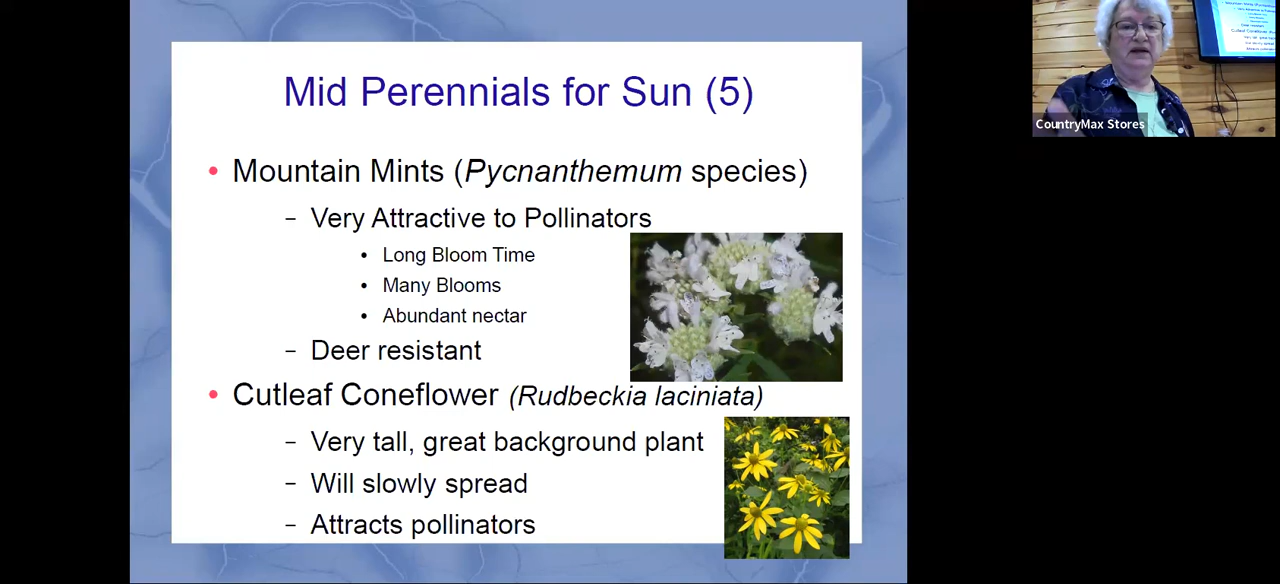 Mid Perennials for Sun (5)
• Mountain Mints (Pycnanthemum species)
– Very Attractive to Pollinators
• Long Bloom Time
• Many Blooms
• Abundant nectar
– Deer resistant
• Cutleaf Coneflower (Rudbeckia laciniata)
– Very tall, great background plant
– Will slowly spread
– Attracts pollinators
CountryMax Stores